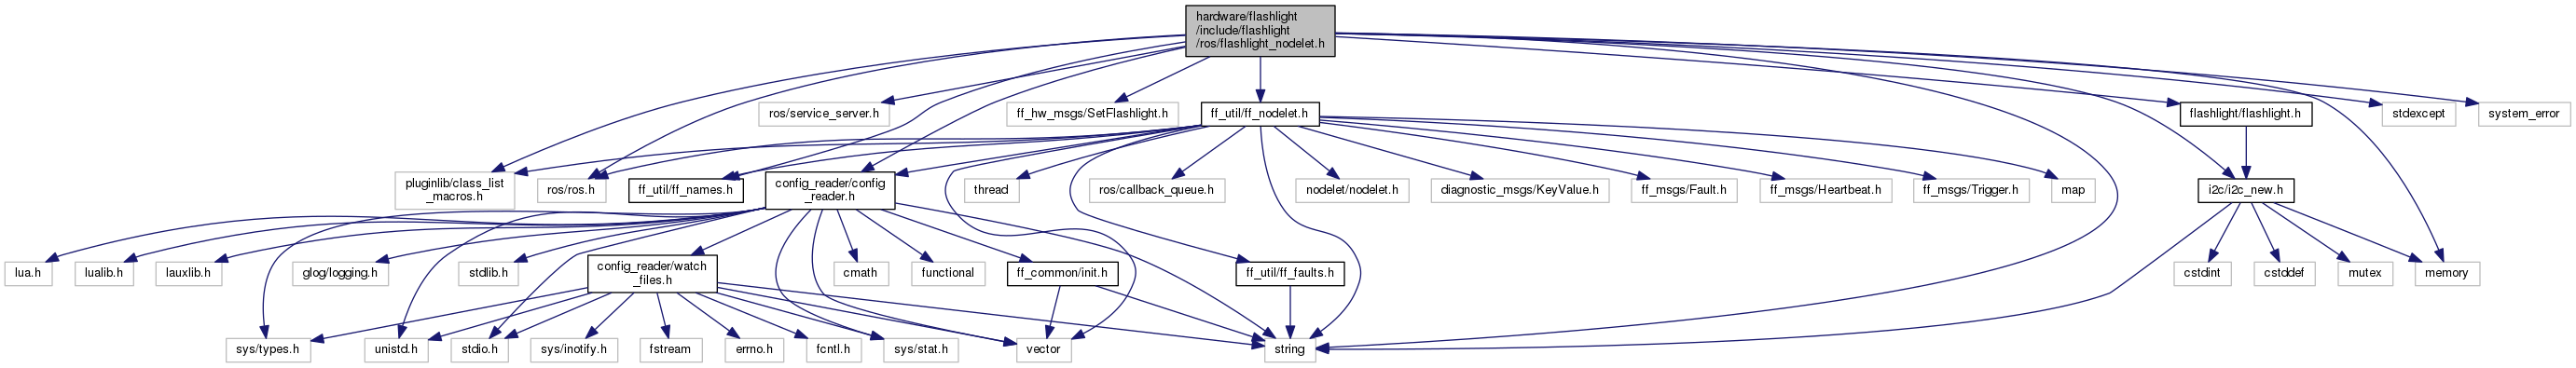 hardware/flashlight
/include/flashlight
/ros/flashlight_nodelet.h
ros/service_server.h
ff_hw_msgs/SetFlashlight.h
ff_util/ff_nodelet.h
flashlight/flashlight.h
stdexcept
system_error
pluginlib/class_list
_macros.h
ros/ros.h
ff_util/ff_names.h
config_reader/config
_reader.h
thread
ros/callback_queue.h
nodelet/nodelet.h
diagnostic_msgs/KeyValue.h
ff_msgs/Fault.h
ff_msgs/Heartbeat.h
ff_msgs/Trigger.h
map
i2c/i2c_new.h
lua.h
lualib.h
lauxlib.h
glog/logging.h
stdlib.h
config_reader/watch
_files.h
cmath
functional
ff_common/init.h
ff_util/ff_faults.h
cstdint
cstddef
mutex
memory
sys/types.h
unistd.h
stdio.h
sys/inotify.h
fstream
errno.h
fcntl.h
sys/stat.h
vector
string